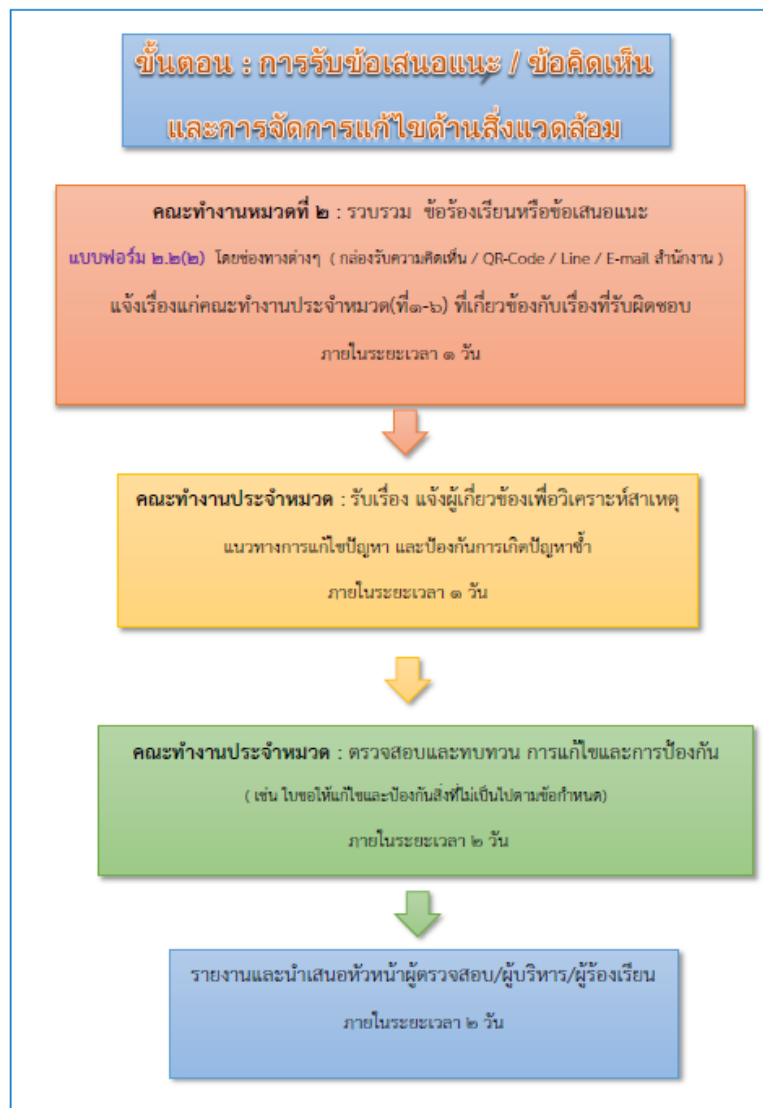 ขั้นตอน : การรับข้อเสนอแนะ / ข้อคิดเห็น
และการจัดการแก้ไขด้านสิ่งแวดล้อม
คณะทำงานหมวดที่ ๒ : รวบรวม ข้อร้องเรียนหรือข้อเสนอแนะ
แบบฟอร์ม ๒.๒(๒) โดยช่องทางต่างๆ ( กล่องรับความคิดเห็น / QR-Code / Line / E-mail สำนักงาน )
แจ้งเรื่องแก่คณะทำงานประจำหมวด(ที่๑-๖) ที่เกี่ยวข้องกับเรื่องที่รับผิดชอบ
ภายในระยะเวลา ๑ วัน
คณะทำงานประจำหมวด : รับเรื่อง แจ้งผู้เกี่ยวข้องเพื่อวิเคราะห์สาเหตุ
แนวทางการแก้ไขปัญหา และป้องกันการเกิดปัญหาซ้ำ
ภายในระยะเวลา ๑ วัน
คณะทำงานประจำหมวด : ตรวจสอบและทบทวน การแก้ไขและการป้องกัน
( เช่น ใบขอให้แก้ไขและป้องกันสิ่งที่ไม่เป็นไปตามข้อกำหนด)
ภายในระยะเวลา ๒ วัน
รายงานและนำเสนอหัวหน้าผู้ตรวจสอบ/ผู้บริหาร/ผู้ร้องเรียน
ภายในระยะเวลา ๒ วัน